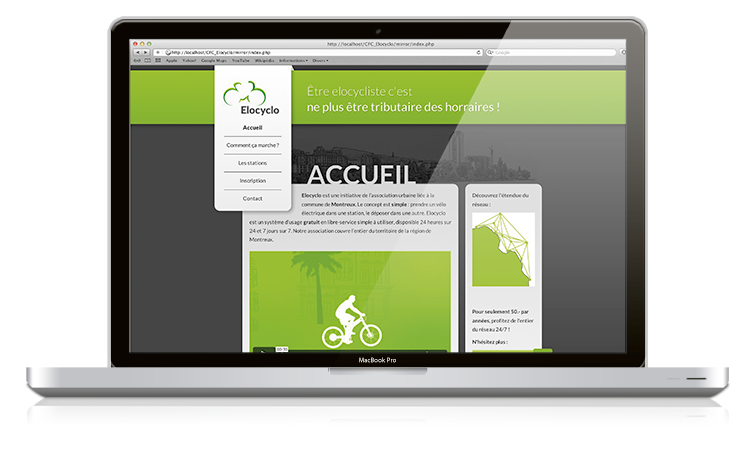 http://localhost/CFC_Elocyclo/mirror/index.php
http://localhost/CFC_Elocyclo/mirror/index.php
Google
Apple Yahoo! Google Maps YouTube Wikipédia Informations Divers
Elocyclo
Accueil
Comment ça marche ?
Les stations
Inscription
Contact
Être elocycliste c'est
ne plus être tributaire des horraires !
ACCUEIL
Elocyclo est une initiative de l'association urbaine liée à la
commune de Montreux. Le concept est simple : prendre un vélo
électrique dans une station, le déposer dans une autre. Elocyclo
est un système d'usage gratuit en libre-service simple à utiliser, disponible 24 heures sur
24 et 7 jours sur 7. Notre association couvre l'entier du territoire de la région de
Montreux.
Découvrez l'étendue du
réseau :
Pour seulement 50.- par
années, profitez de l'entier
du réseau 24/7 !
N'hésitez plus :
MacBook Pro